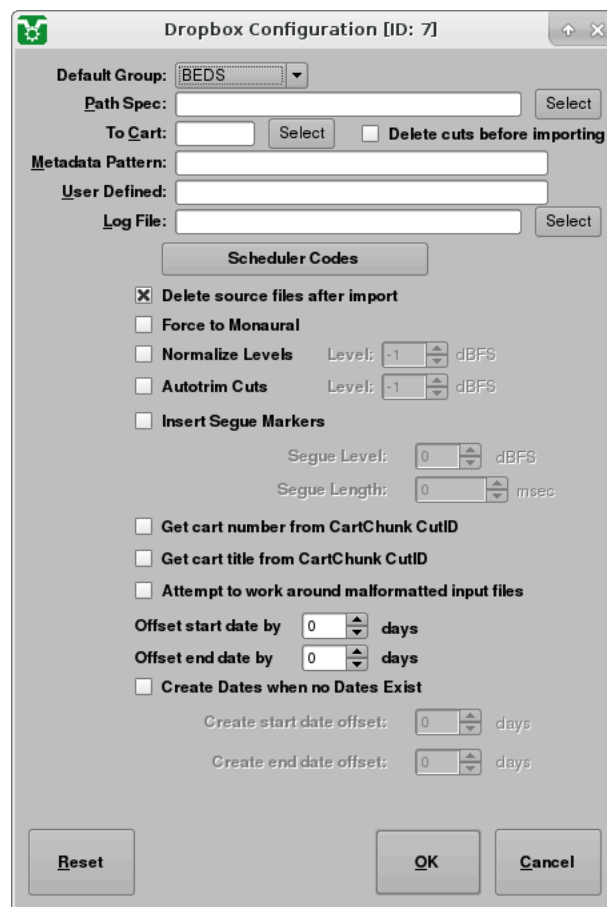 Dropbox Configuration [ID: 7]
Default Group: BEDS
Path Spec: Select
To Cart: Select Delete cuts before importing
Metadata Pattern:
User Defined:
Log File: Select
Scheduler Codes
Delete source files after import
Force to Monaural
Normalize Levels Level: -1 dBFS
Autotrim Cuts Level: -1 dBFS
Insert Segue Markers
Segue Level: 0 dBFS
Segue Length: 0 msec
Get cart number from CartChunk CutID
Get cart title from CartChunk CutID
Attempt to work around malformatted input files
Offset start date by 0 days
Offset end date by 0 days
Create Dates when no Dates Exist
Create start date offset: 0 days
Create end date offset: 0 days
Reset OK Cancel